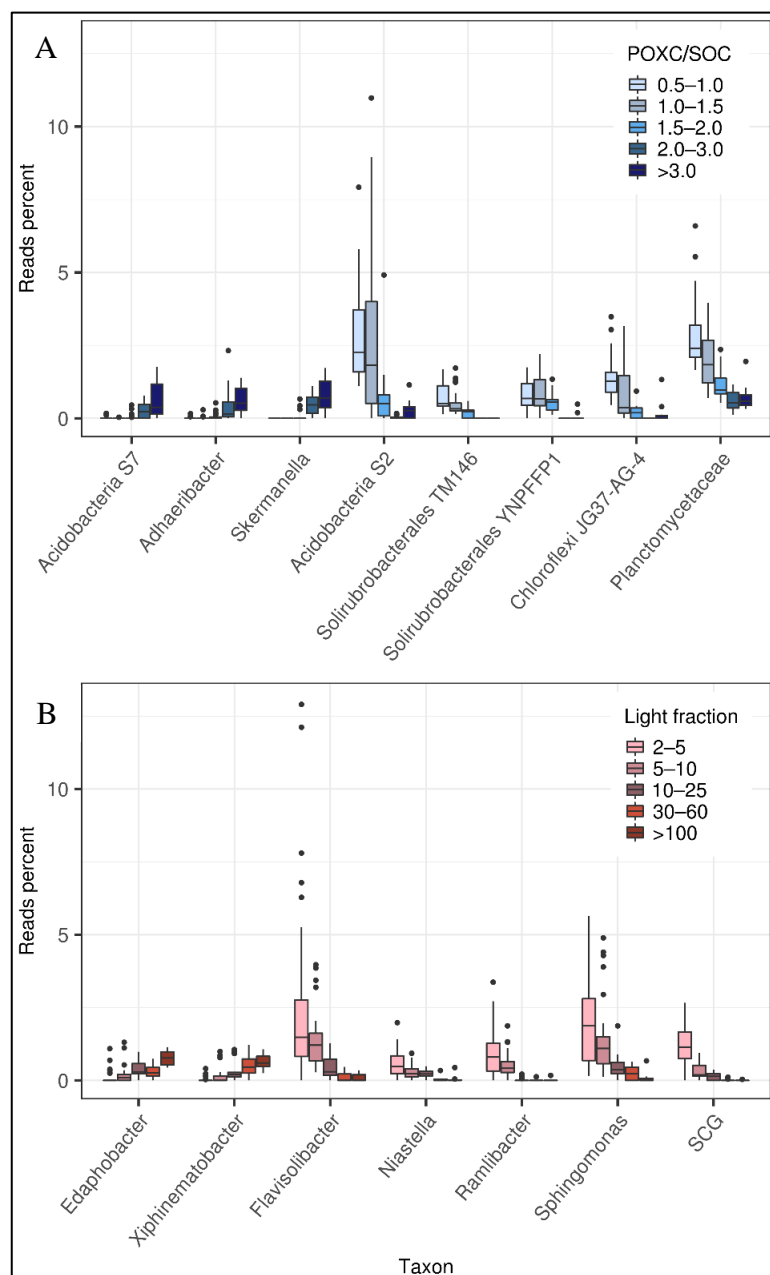 A
POXC/SOC
0.5–1.0
1.0–1.5
1.5–2.0
2.0–3.0
>3.0
Reads percent
10
5
0
Acidobacteria S7
Adhaeribacter
Skermanella
Acidobacteria S2
Solirubrobacterales TM146
Solirubrobacterales YNPFFP1
Chloroflexi JG37-AG-4
Planctomycetaceae
B
Light fraction
2–5
5–10
10–25
30–60
>100
Reads percent
10
5
0
Edaphobacter
Xiphinematobacter
Flavisolibacter
Niastella
Ramlibacter
Sphingomonas
SCG
Taxon